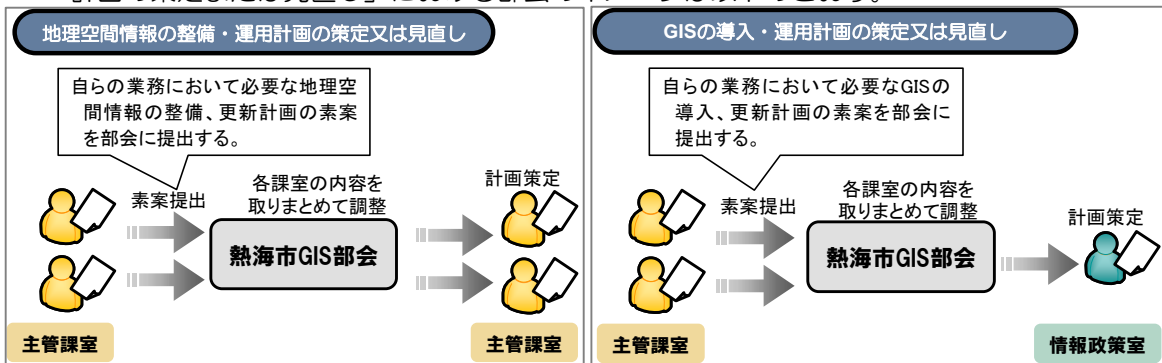 地理空間情報の整備・運用計画の策定又は見直し
自らの業務において必要な地理空
間情報の整備、更新計画の素案
を部会に提出する。
素案提出
各課室の内容を
取りまとめて調整
計画策定
熱海市GIS部会
主管課室
主管課室
GISの導入・運用計画の策定又は見直し
自らの業務において必要なGISの
導入、更新計画の素案を部会に
提出する。
素案提出
各課室の内容を
取りまとめて調整
計画策定
熱海市GIS部会
主管課室
情報政策室